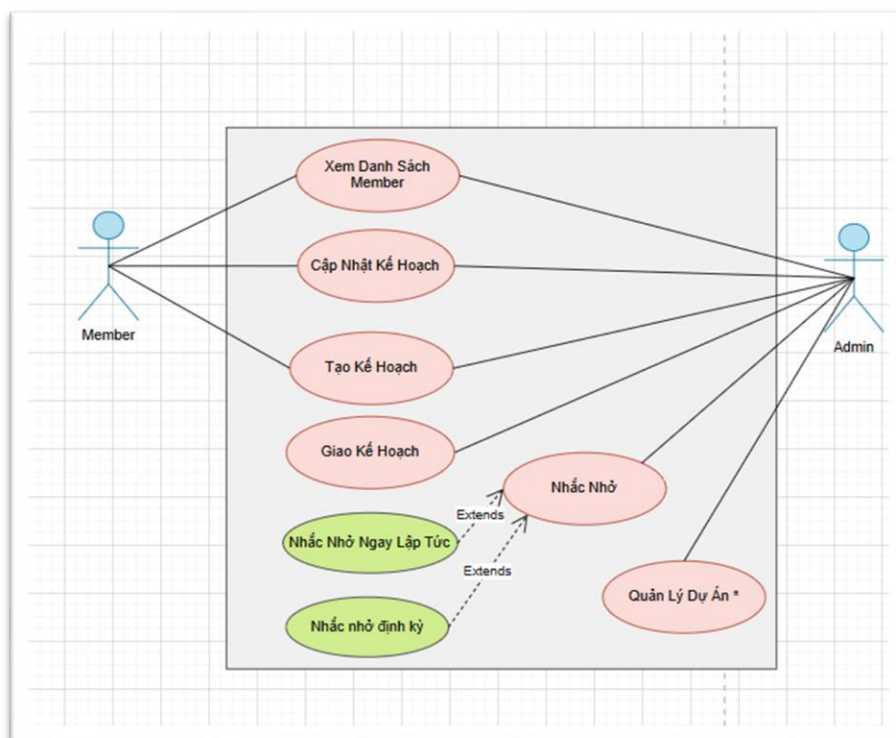 Xem Danh Sách
Member
Cập Nhật Kế Hoạch
Member
Admin
Tạo Kế Hoạch
Giao Kế Hoạch
Nhắc Nhở
Extends
Nhắc Nhở Ngay Lập Tức
Extends
Quản Lý Dự Án *
Nhắc nhở định kỳ